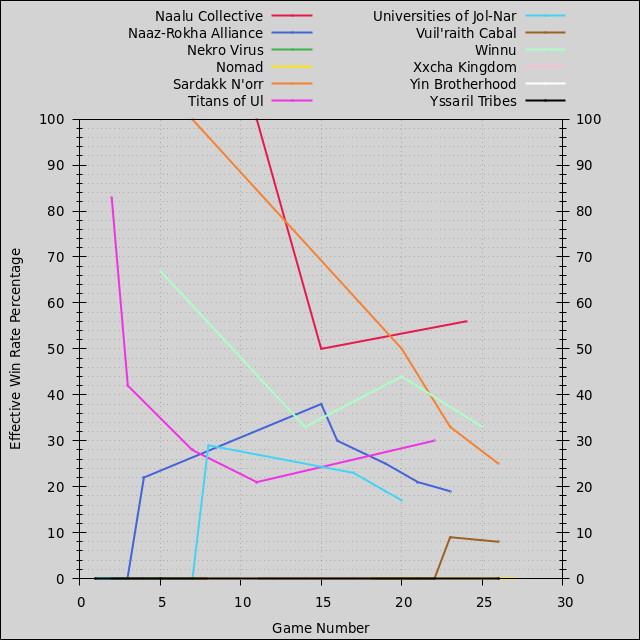 Naalu Collective Universities of Jol-Nar
Naaz-Rokha Alliance Vuil'raith Cabal
Nekro Virus Winnu
Nomad Xxcha Kingdom
Sardakk N'orr Yin Brotherhood
Titans of Ul Yssaril Tribes
100 100
90 90
80 80
70 70
60 60
50 50
40 40
30 30
20 20
10 10
0 0
0 5 10 15 20 25 30
Effective Win Rate Percentage
Game Number